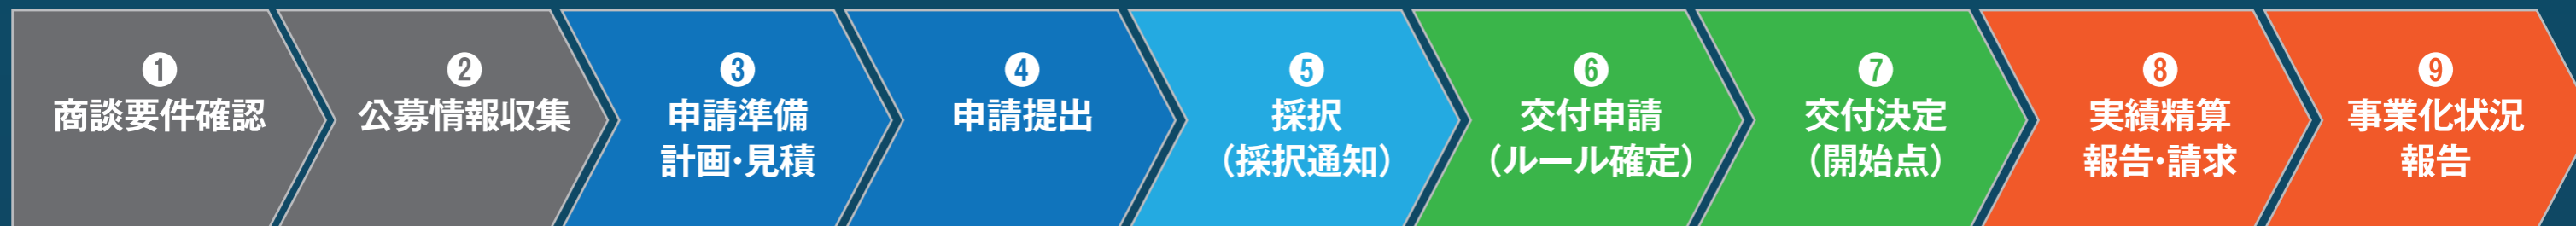 ❶
商談要件確認
❷
公募情報収集
❸
申請準備
計画・見積
❹
申請提出
❺
採択
（採択通知）
❻
交付申請
（ルール確定）
❼
交付決定
（開始点）
❽
実績精算
報告・請求
❾
事業化状況
報告